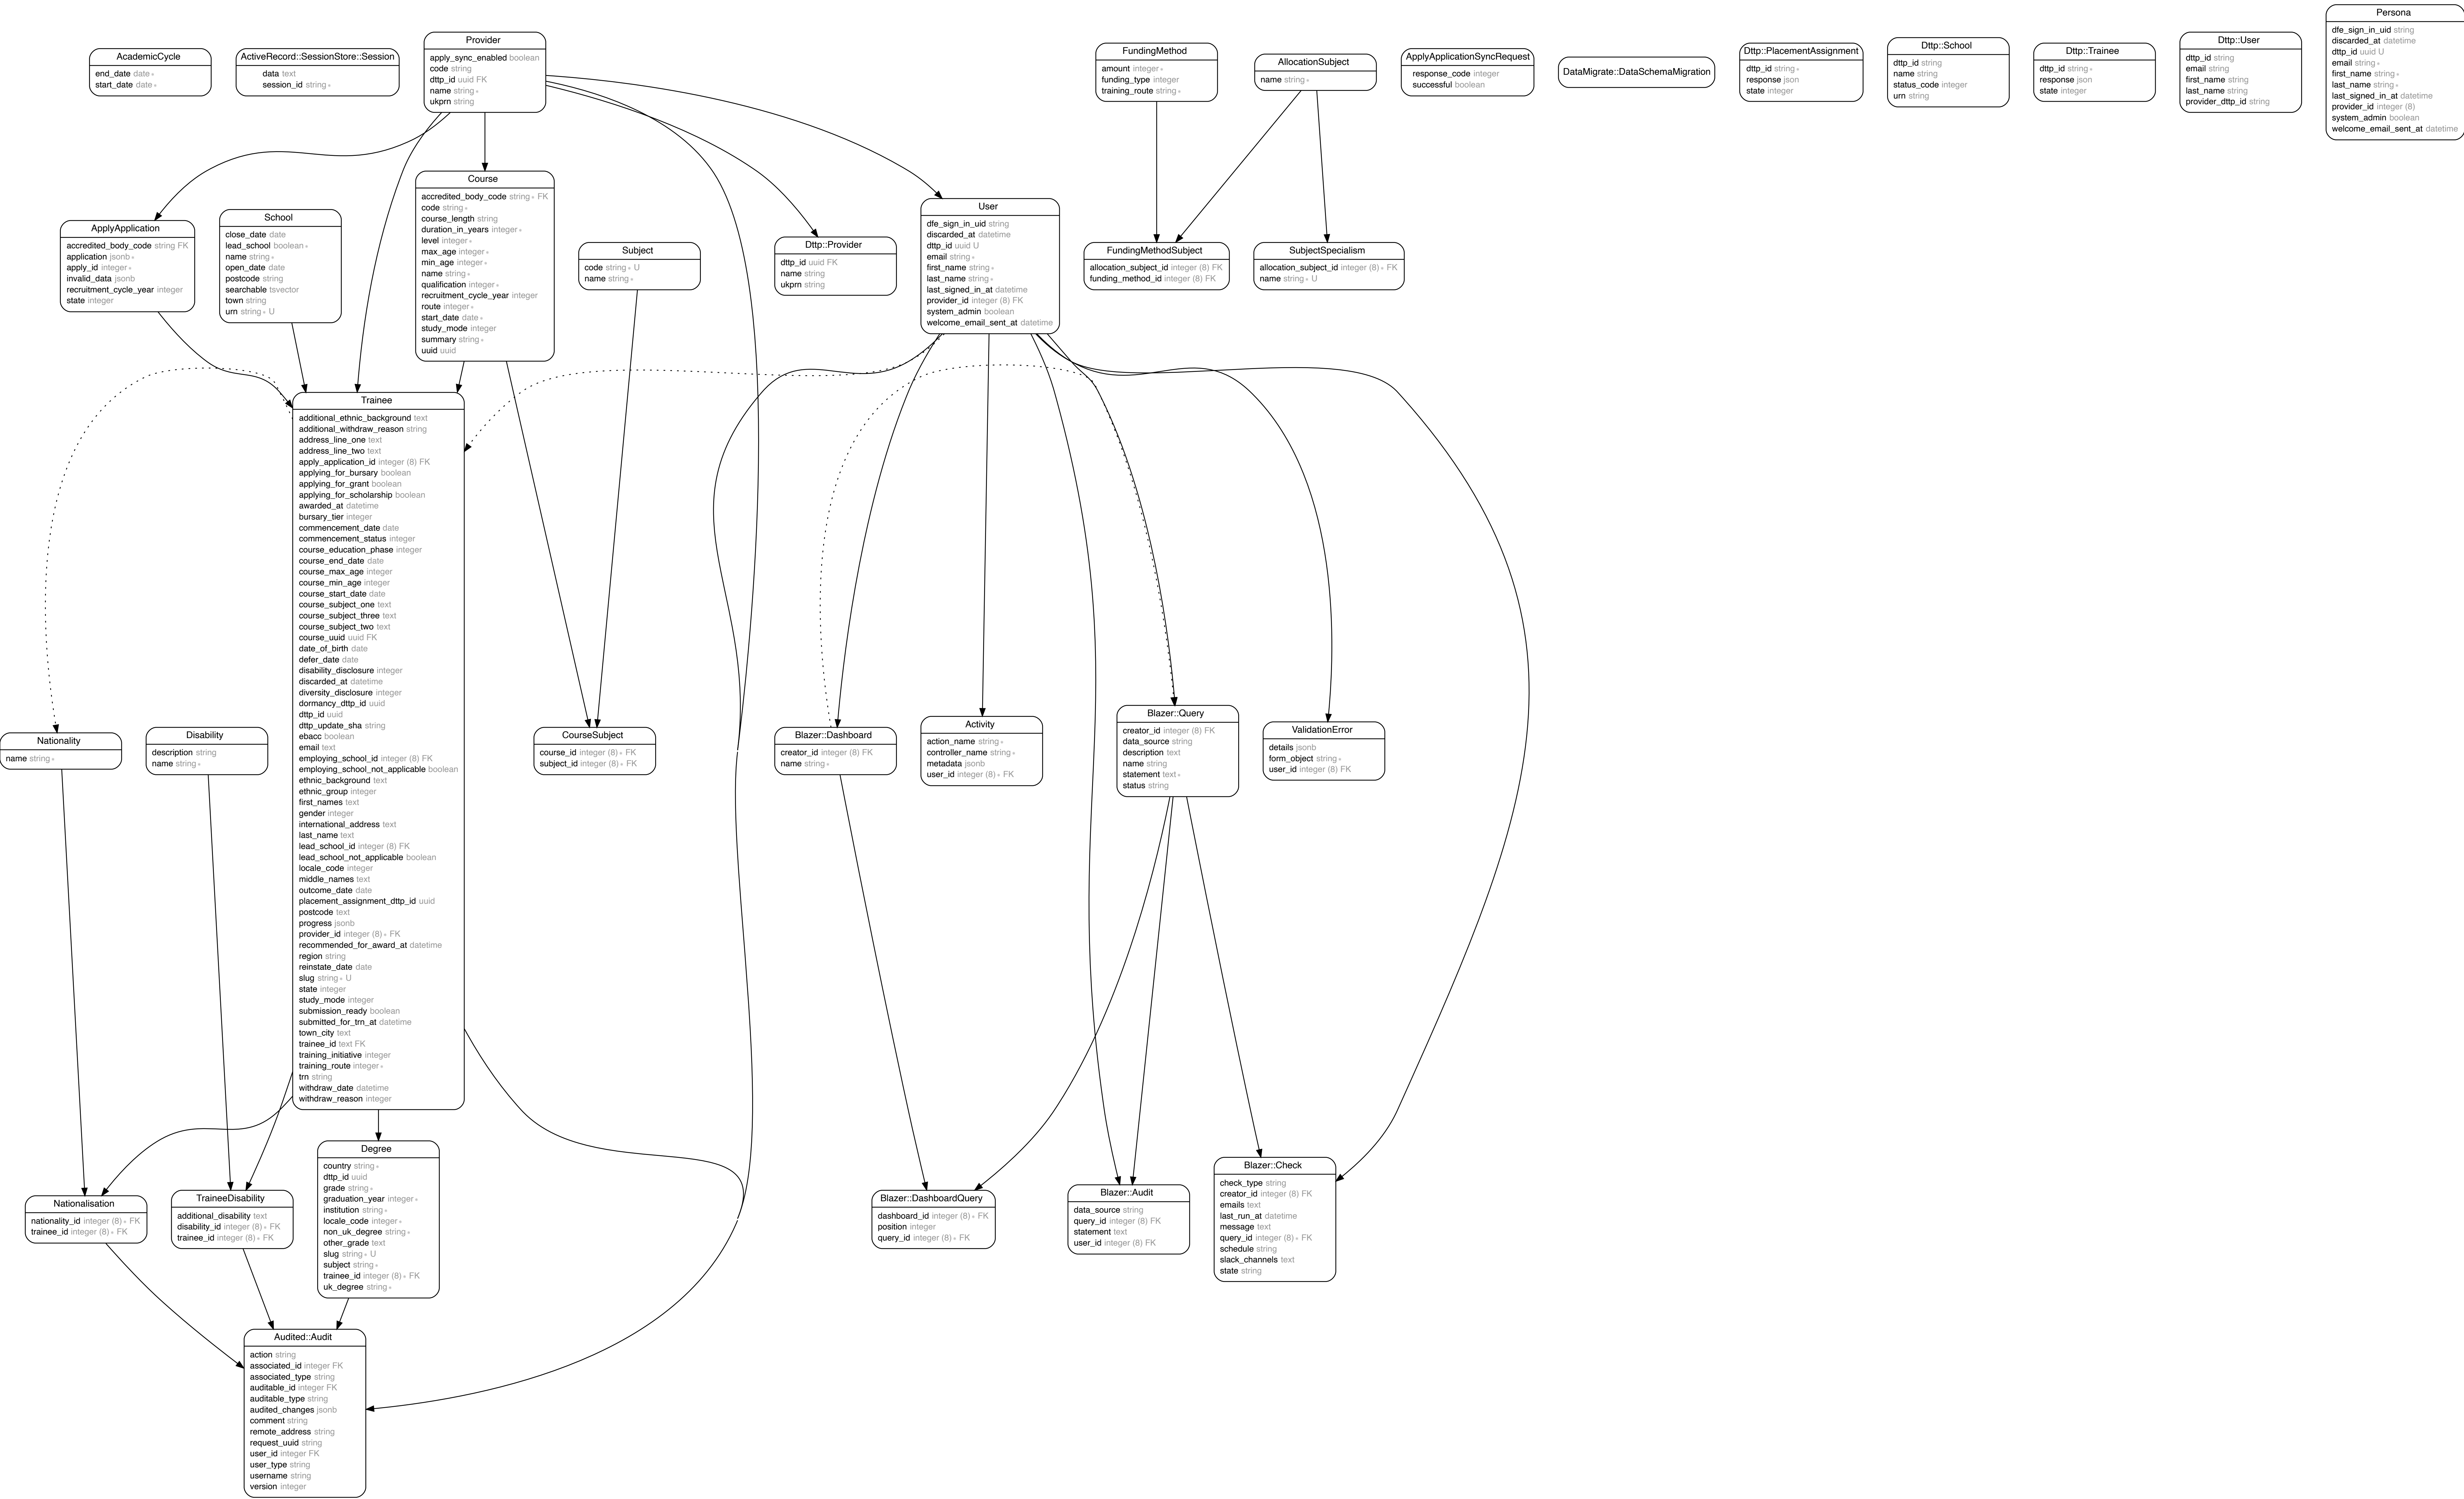 AcademicCycle
end_date date ∗
start_date date ∗
ActiveRecord::SessionStore::Session
data text
session_id string ∗
Provider
apply_sync_enabled boolean
code string
dttp_id uuid FK
name string ∗
ukprn string
FundingMethod
amount integer ∗
funding_type integer
training_route string ∗
AllocationSubject
name string ∗
ApplyApplicationSyncRequest
response_code integer
successful boolean
DataMigrate::DataSchemaMigration
Dttp::PlacementAssignment
dttp_id string ∗
response json
state integer
Dttp::School
dttp_id string
name string
status_code integer
urn string
Dttp::Trainee
dttp_id string ∗
response json
state integer
Dttp::User
dttp_id string
email string
first_name string
last_name string
provider_dttp_id string
Persona
dfe_sign_in_uid string
discarded_at datetime
dttp_id uuid
email string ∗
first_name string ∗
last_name string ∗
last_signed_in_at datetime
provider_id integer (8)
system_admin boolean
welcome_email_sent_at datetime
ApplyApplication
accredited_body_code string FK
application jsonb ∗
apply_id integer ∗
invalid_data jsonb
recruitment_cycle_year integer
state integer
School
close_date date
lead_school boolean ∗
name string ∗
open_date date
postcode string
searchable tsvector
town string
urn string ∗ U
Course
accredited_body_code string ∗ FK
code string ∗
course_length string
duration_in_years integer ∗
level integer ∗
max_age integer ∗
min_age integer ∗
name string ∗
qualification integer ∗
recruitment_cycle_year integer
route integer ∗
start_date date ∗
study_mode integer
summary string ∗
uuid uuid
Subject
code string ∗ U
name string ∗
Dttp::Provider
dttp_id uuid FK
name string
ukprn string
User
dfe_sign_in_uid string
discarded_at datetime
dttp_id uuid U
email string ∗
first_name string ∗
last_name string ∗
last_signed_in_at datetime
provider_id integer (8) FK
system_admin boolean
welcome_email_sent_at datetime
FundingMethodSubject
allocation_subject_id integer (8) FK
funding_method_id integer (8) FK
SubjectSpecialism
allocation_subject_id integer (8) ∗ FK
name string ∗ U
Trainee
additional_ethnic_background text
additional_withdraw_reason string
address_line_one text
address_line_two text
apply_application_id integer (8) FK
applying_for_bursary boolean
applying_for_grant boolean
applying_for_scholarship boolean
awarded_at datetime
bursary_tier integer
commencement_date date
commencement_status integer
course_education_phase integer
course_end_date date
course_max_age integer
course_min_age integer
course_start_date date
course_subject_one text
course_subject_three text
course_subject_two text
course_uuid uuid FK
date_of_birth date
defer_date date
disability_disclosure integer
discarded_at datetime
diversity_disclosure integer
dormancy_dttp_id uuid
dttp_id uuid
dttp_update_sha string
ebacc boolean
email text
employing_school_id integer (8) FK
employing_school_not_applicable boolean
ethnic_background text
ethnic_group integer
first_names text
gender integer
international_address text
last_name text
lead_school_id integer (8) FK
lead_school_not_applicable boolean
locale_code integer
middle_names text
outcome_date date
placement_assignment_dttp_id uuid
postcode text
progress jsonb
provider_id integer (8) ∗ FK
recommended_for_award_at datetime
region string
reinstate_date date
slug string ∗ U
state integer
study_mode integer
submission_ready boolean
submitted_for_trn_at datetime
town_city text
trainee_id text FK
training_initiative integer
training_route integer ∗
trn string
withdraw_date datetime
withdraw_reason integer
Nationality
name string ∗
Disability
description string
name string ∗
CourseSubject
course_id integer (8) ∗ FK
subject_id integer (8) ∗ FK
Blazer::Dashboard
creator_id integer (8) FK
name string ∗
Activity
action_name string ∗
controller_name string ∗
metadata jsonb
user_id integer (8) ∗ FK
Blazer::Query
creator_id integer (8) FK
data_source string
description text
name string
statement text ∗
status string
ValidationError
details jsonb
form_object string ∗
user_id integer (8) FK
Nationalisation
nationality_id integer (8) ∗ FK
trainee_id integer (8) ∗ FK
TraineeDisability
additional_disability text
disability_id integer (8) ∗ FK
trainee_id integer (8) ∗ FK
Degree
country string ∗
dttp_id uuid
grade string ∗
graduation_year integer ∗
institution string ∗
locale_code integer ∗
non_uk_degree string ∗
other_grade text
slug string ∗ U
subject string ∗
trainee_id integer (8) ∗ FK
uk_degree string ∗
Blazer::DashboardQuery
dashboard_id integer (8) ∗ FK
position integer
query_id integer (8) ∗ FK
Blazer::Audit
data_source string
query_id integer (8) FK
statement text
user_id integer (8) FK
Blazer::Check
check_type string
creator_id integer (8) FK
emails text
last_run_at datetime
message text
query_id integer (8) ∗ FK
schedule string
slack_channels text
state string
Audited::Audit
action string
associated_id integer FK
associated_type string
auditable_id integer FK
auditable_type string
audited_changes jsonb
comment string
remote_address string
request_uuid string
user_id integer FK
user_type string
username string
version integer